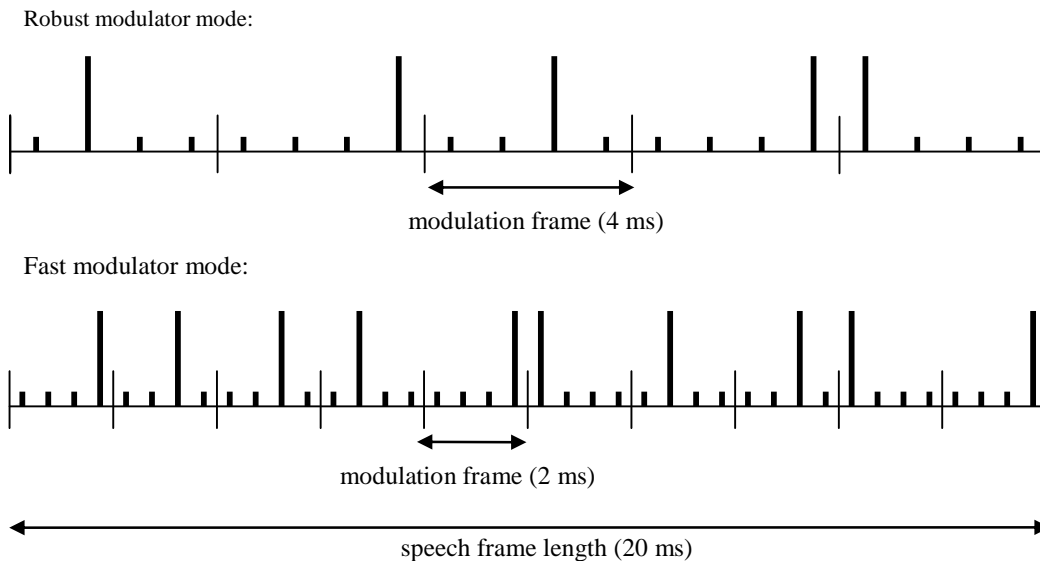 Robust modulator mode:
modulation frame (4 ms)
Fast modulator mode:
modulation frame (2 ms)
speech frame length (20 ms)